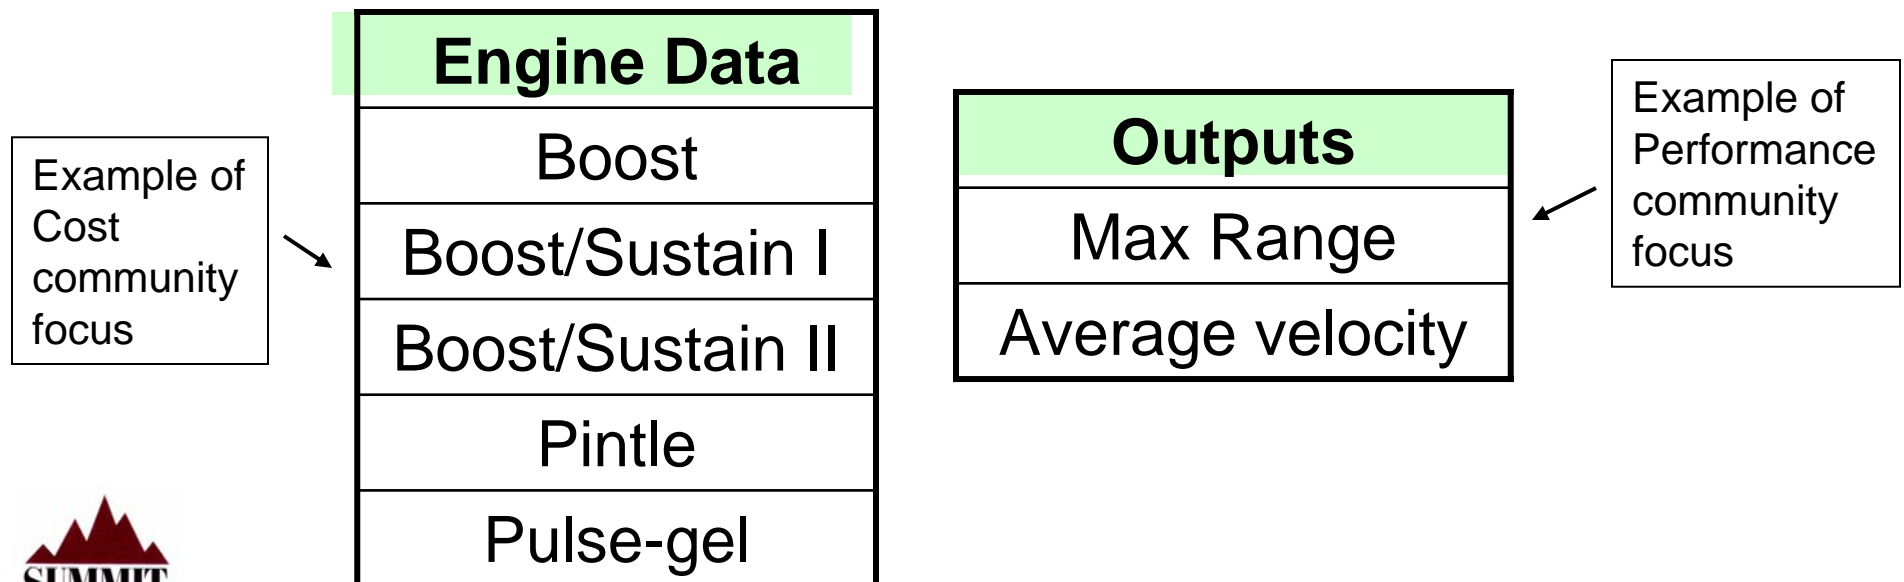 Example of
Cost
community
focus
Engine Data
Boost
Boost/Sustain I
Boost/Sustain II
Pintle
Pulse-gel
Outputs
Max Range
Average velocity
Example of
Performance
community
focus
SUMMIT